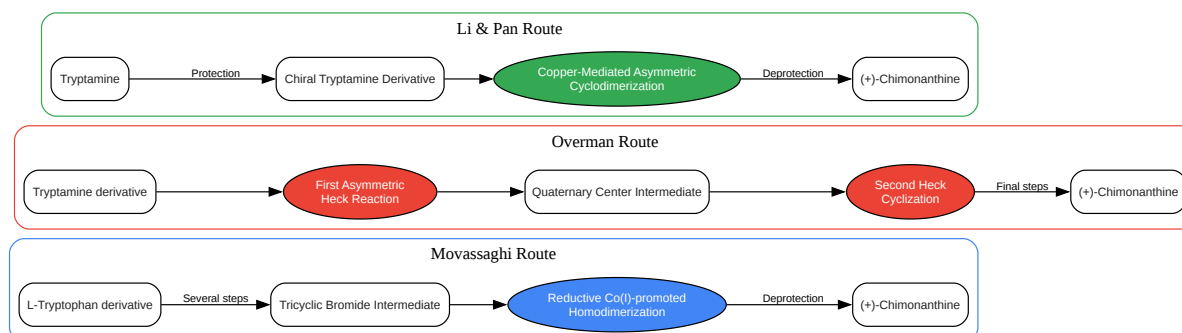 Li & Pan Route
Tryptamine
Protection
Chiral Tryptamine Derivative
Copper-Mediated Asymmetric
Cyclodimerization
Deprotection
(+)-Chimonanthine
Overman Route
Tryptamine derivative
First Asymmetric
Heck Reaction
Quaternary Center Intermediate
Second Heck
Cyclization
Final steps
(+)-Chimonanthine
Movassaghi Route
L-Tryptophan derivative
Several steps
Tricyclic Bromide Intermediate
Reductive Co(I)-promoted
Homodimerization
Deprotection
(+)-Chimonanthine